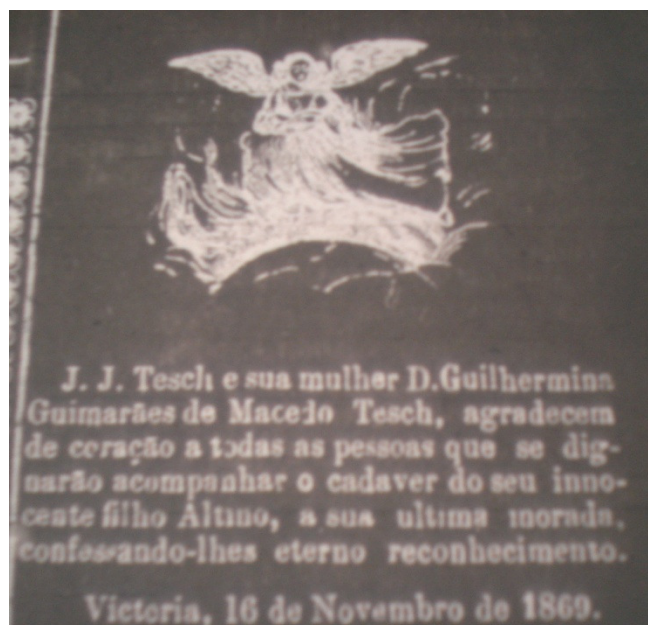 J. J. Tesch e sua mulher D. Guilhermina
Guimarães de Macedo Tesch, agradecem
de coração a todas as pessoas que se dig-
narão acompanhar o cadaver do seu inno-
cente filho Altino, a sua ultima morada,
confessando-lhes eterno reconhecimento.
Victoria, 16 de Novembro de 1869.